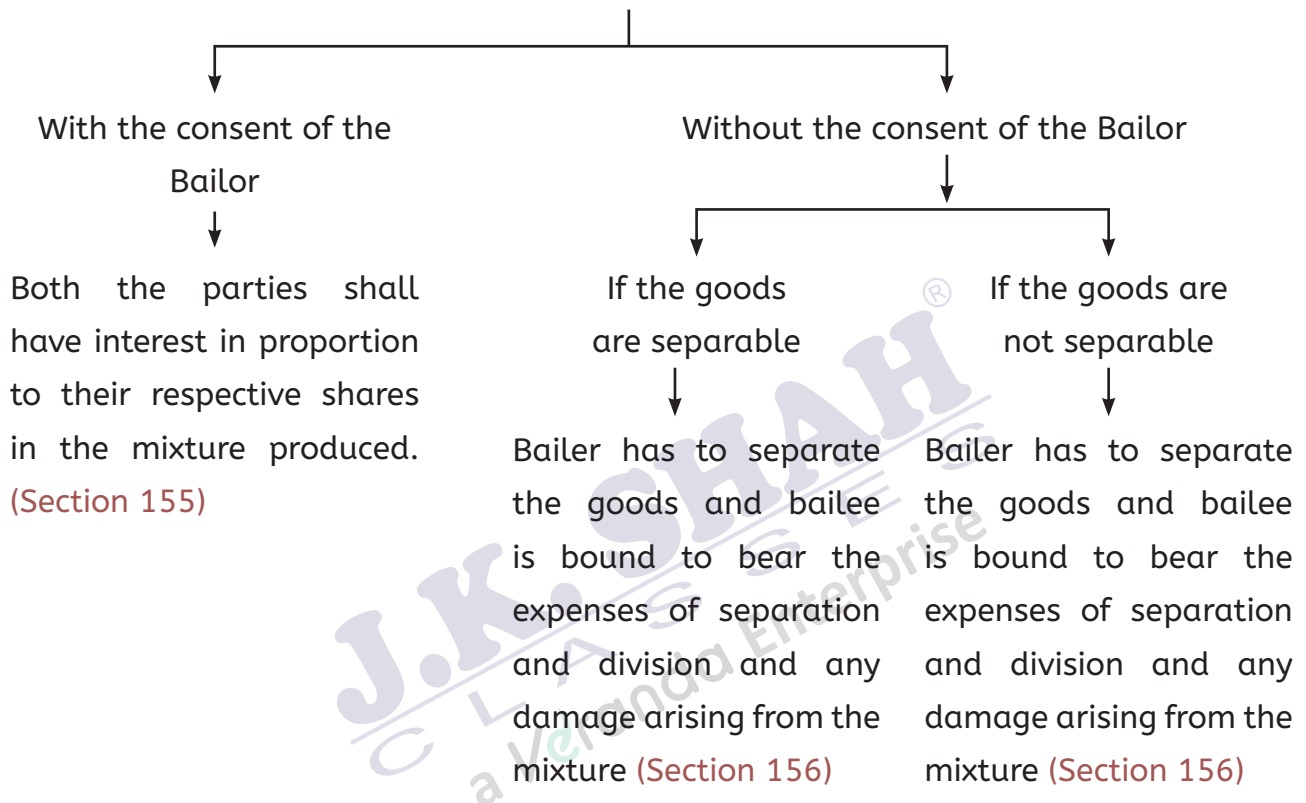 With the consent of the
Bailor
Without the consent of the Bailor
Both the parties shall
have interest in proportion
to their respective shares
in the mixture produced.
(Section 155)
If the goods
are separable
If the goods are
not separable
Bailer has to separate
the goods and bailee
is bound to bear the
expenses of separation
and division and any
damage arising from the
mixture (Section 156)
Bailer has to separate
the goods and bailee
is bound to bear the
expenses of separation
and division and any
damage arising from the
mixture (Section 156)
J.K. SHAH®
CLASSES
a Veranda Enterprise